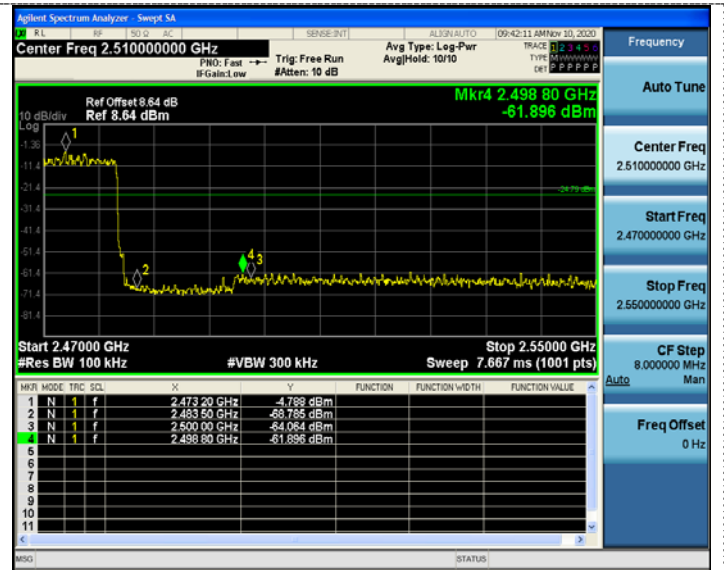 Agilent Spectrum Analyzer - Swept SA
RL RF 50 Ω AC SENSE:INT ALIGN AUTO 09:42:11 AM Nov 10, 2020
Center Freq 2.510000000 GHz
PNO: Fast
IFGain:Low
Trig: Free Run
#Atten: 10 dB
Avg Type: Log-Pwr
Avg|Hold: 10/10
TRACE 1 2 3 4 5 6
TYPE MWWWWW
DET P P P P P P
Frequency
Auto Tune
Center Freq
2.510000000 GHz
Start Freq
2.470000000 GHz
Stop Freq
2.550000000 GHz
CF Step
8.000000 MHz
Auto Man
Freq Offset
0 Hz
Mkr4 2.498 80 GHz
-61.896 dBm
Ref Offset 8.64 dB
10 dB/div Ref 8.64 dBm
Log
-1.36
-11.4
-21.4
-31.4
-41.4
-51.4
-61.4
-71.4
-81.4
-24.79 dBm
1
2
4
3
Start 2.47000 GHz Stop 2.55000 GHz
#Res BW 100 kHz #VBW 300 kHz Sweep 7.667 ms (1001 pts)
MKR MODE TRC SCL X Y FUNCTION FUNCTION WIDTH FUNCTION VALUE
1 N 1 f 2.473 20 GHz -4.789 dBm
2 N 1 f 2.483 50 GHz -68.785 dBm
3 N 1 f 2.500 00 GHz -64.064 dBm
4 N 1 f 2.498 80 GHz -61.896 dBm
5
6
7
8
9
10
11
MSG STATUS